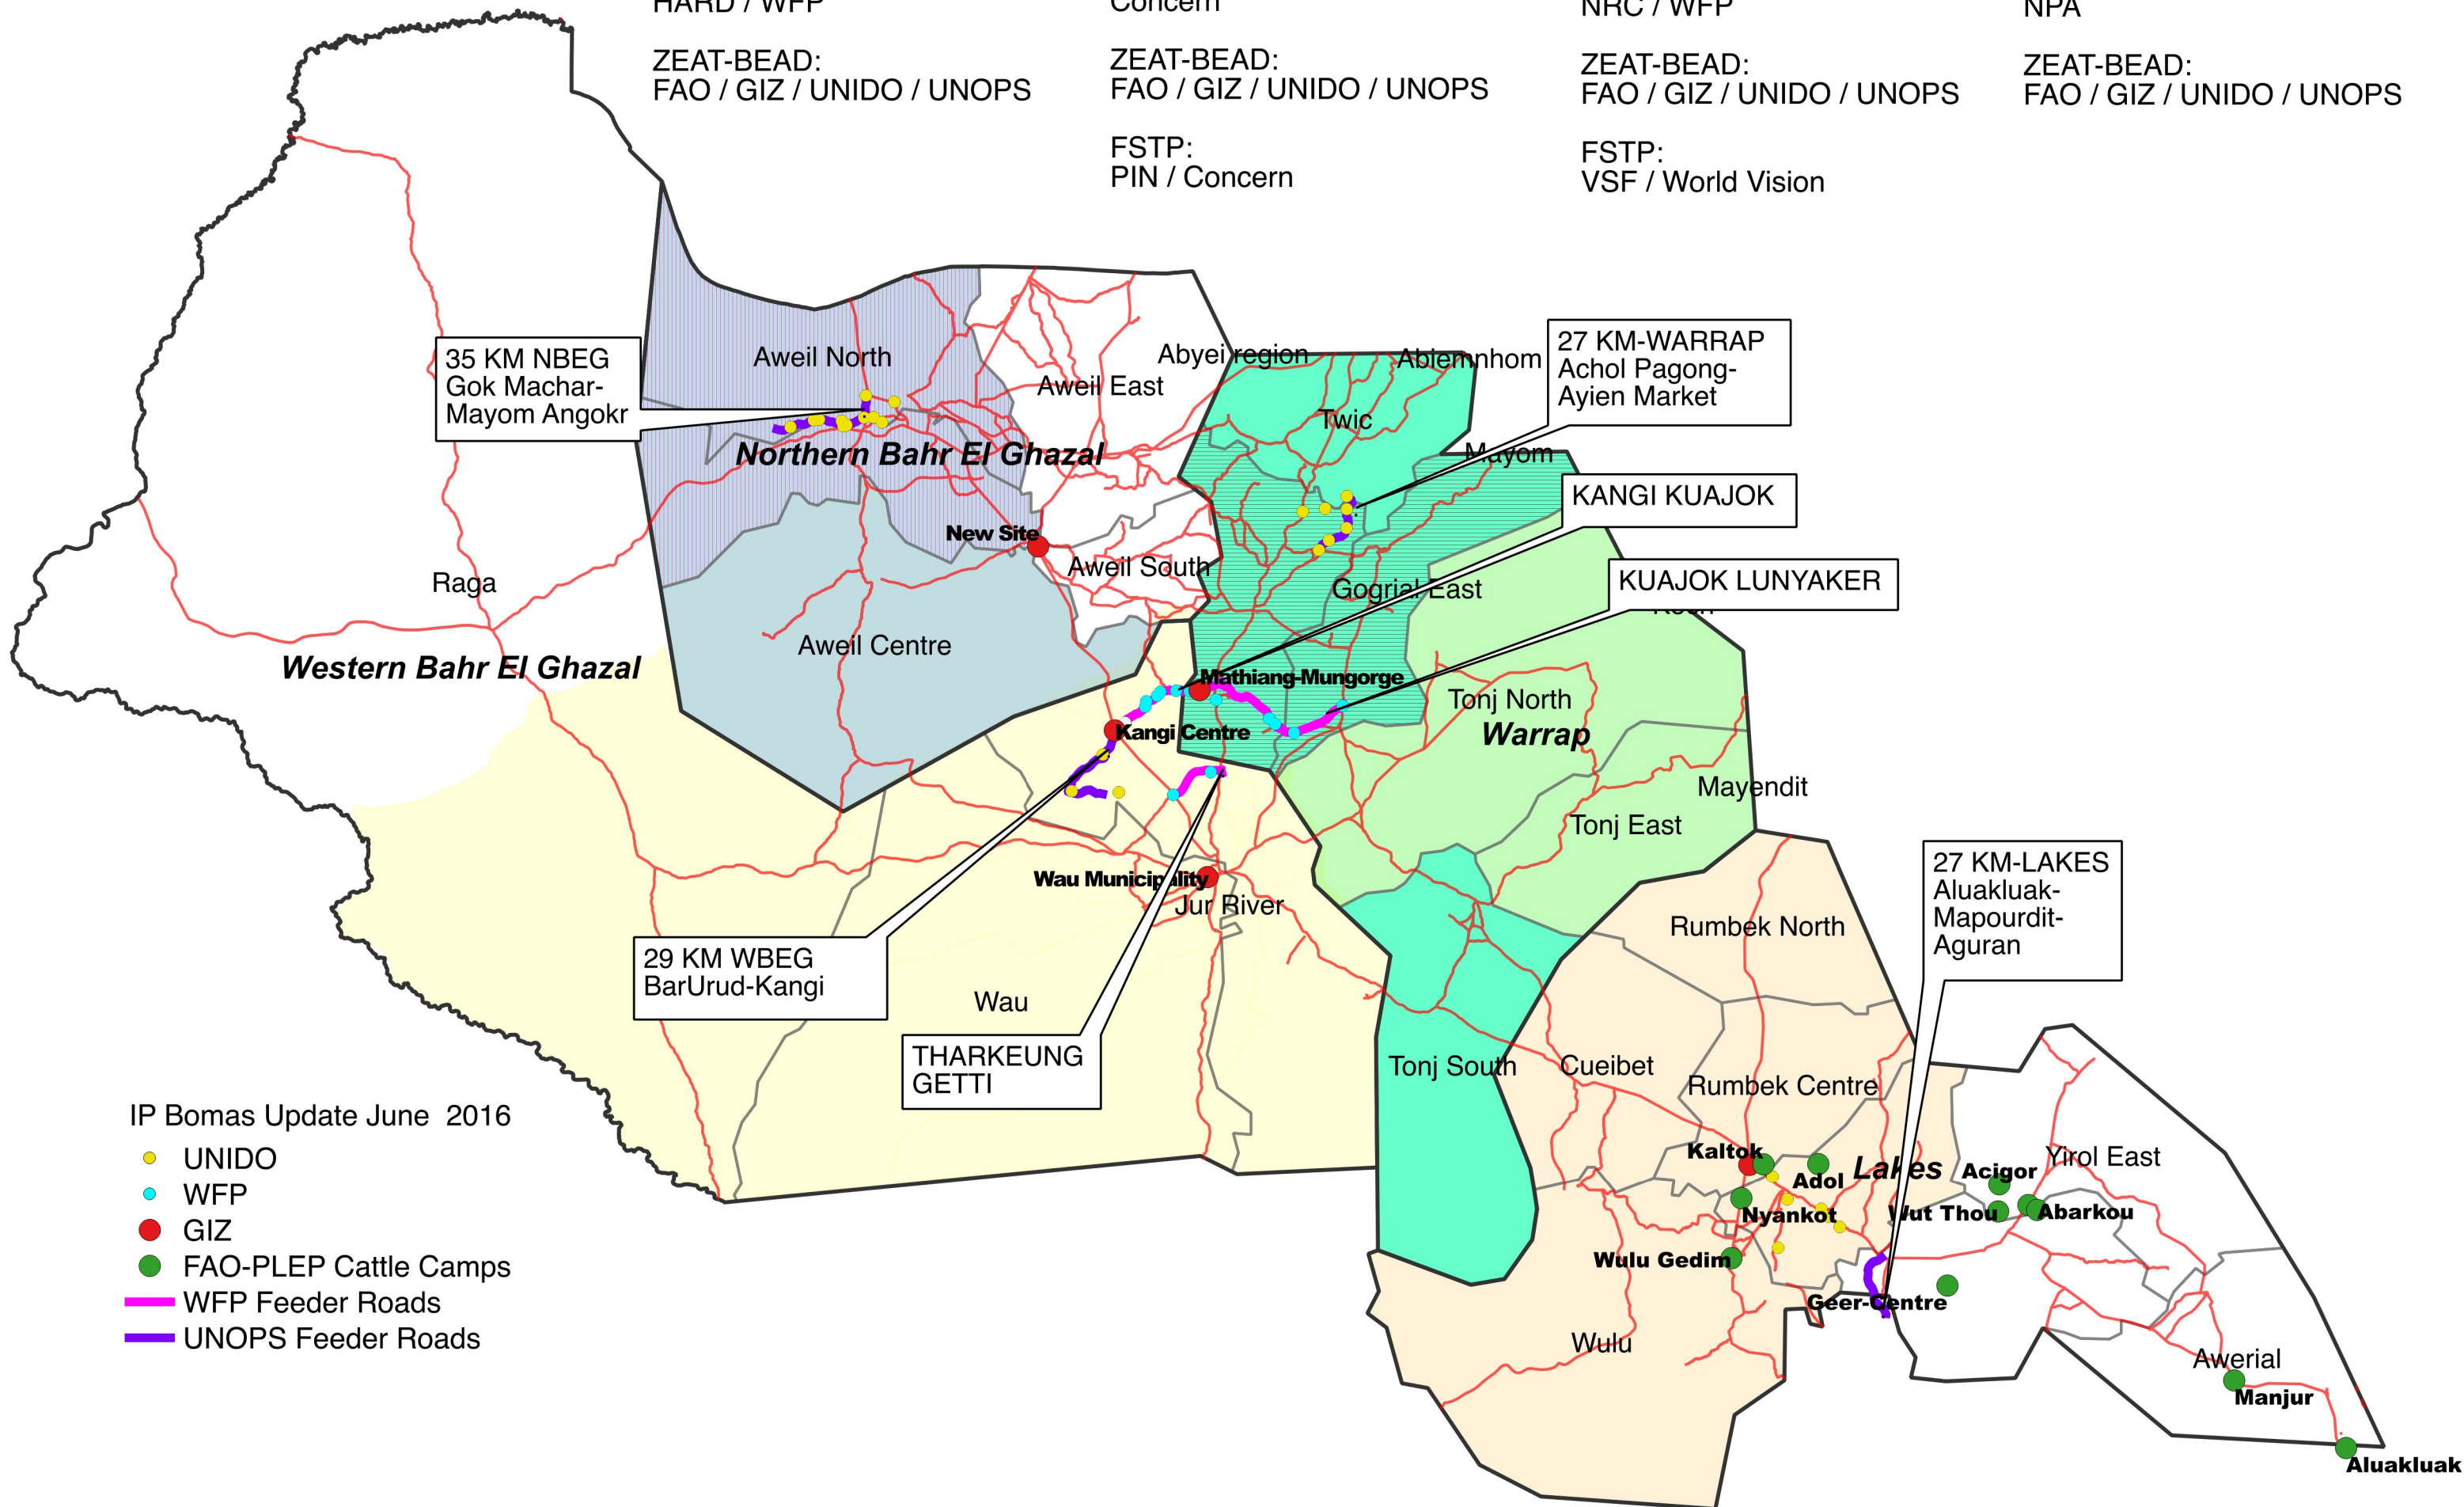 HARD / WFP
ZEAT-BEAD:
FAO / GIZ / UNIDO / UNOPS
Concern
ZEAT-BEAD:
FAO / GIZ / UNIDO / UNOPS
FSTP:
PIN / Concern
NRC / WFP
ZEAT-BEAD:
FAO / GIZ / UNIDO / UNOPS
FSTP:
VSF / World Vision
NPA
ZEAT-BEAD:
FAO / GIZ / UNIDO / UNOPS
35 KM NBEG
Gok Machar-
Mayom Angokr
Aweil North
Aweil East
Abyei region
Abiemnhom
27 KM-WARRAP
Achol Pagong-
Ayien Market
Twic
Mayom
Northern Bahr El Ghazal
KANGI KUAJOK
New Site
Aweil South
Raga
Gogrial East
KUAJOK LUNYAKER
Aweil Centre
Western Bahr El Ghazal
Mathiang-Mungorge
Tonj North
Warrap
Kangi Centre
Mayendit
Tonj East
Wau Municipality
Jur River
27 KM-LAKES
Aluakluak-
Mapourdit-
Aguran
Rumbek North
29 KM WBEG
BarUrud-Kangi
Wau
THARKEUNG
GETTI
Tonj South
Cueibet
Rumbek Centre
Kaltok
Adol
Lakes
Acigor
Yirol East
Nyankot
Wut Thou
Abarkou
Wulu Gedim
Geer-Centre
Wulu
Awerial
Manjur
Aluakluak
IP Bomas Update June 2016
UNIDO
WFP
GIZ
FAO-PLEP Cattle Camps
WFP Feeder Roads
UNOPS Feeder Roads